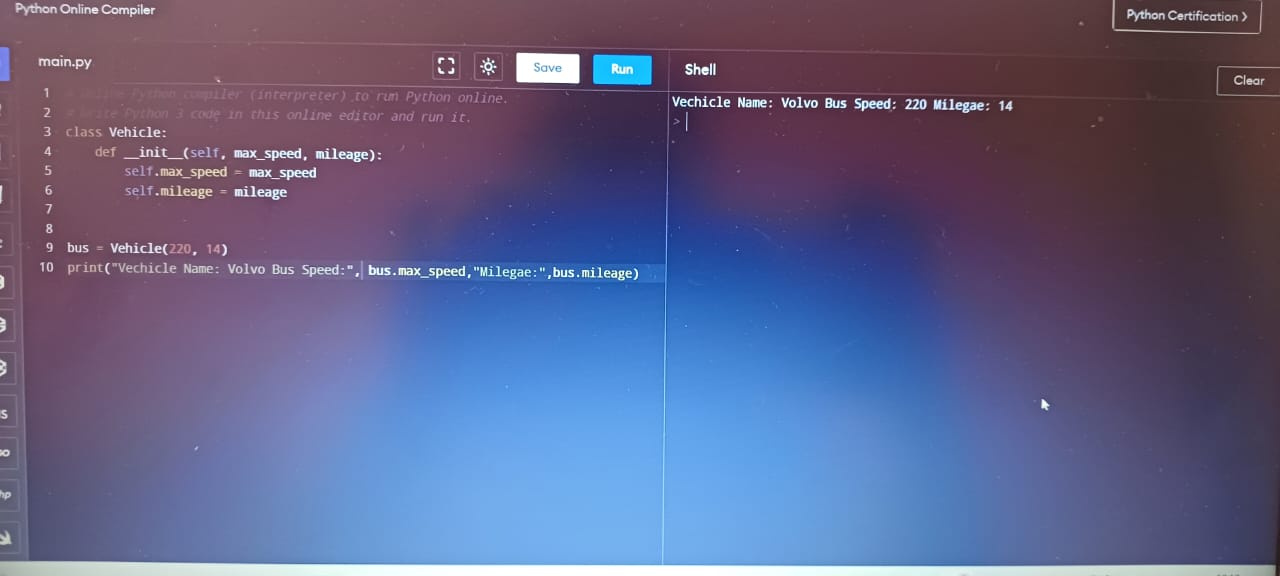 Python Online Compiler
Python Certification >
main.py
Save
Run
Shell
Clear
1 # Online Python compiler (interpreter) to run Python online.
2 # Write Python 3 code in this online editor and run it.
3 class Vehicle:
4 def __init__(self, max_speed, mileage):
5 self.max_speed = max_speed
6 self.mileage = mileage
7
8
9 bus = Vehicle(220, 14)
10 print("Vechicle Name: Volvo Bus Speed:", bus.max_speed,"Milegae:",bus.mileage)
Vechicle Name: Volvo Bus Speed: 220 Milegae: 14
>